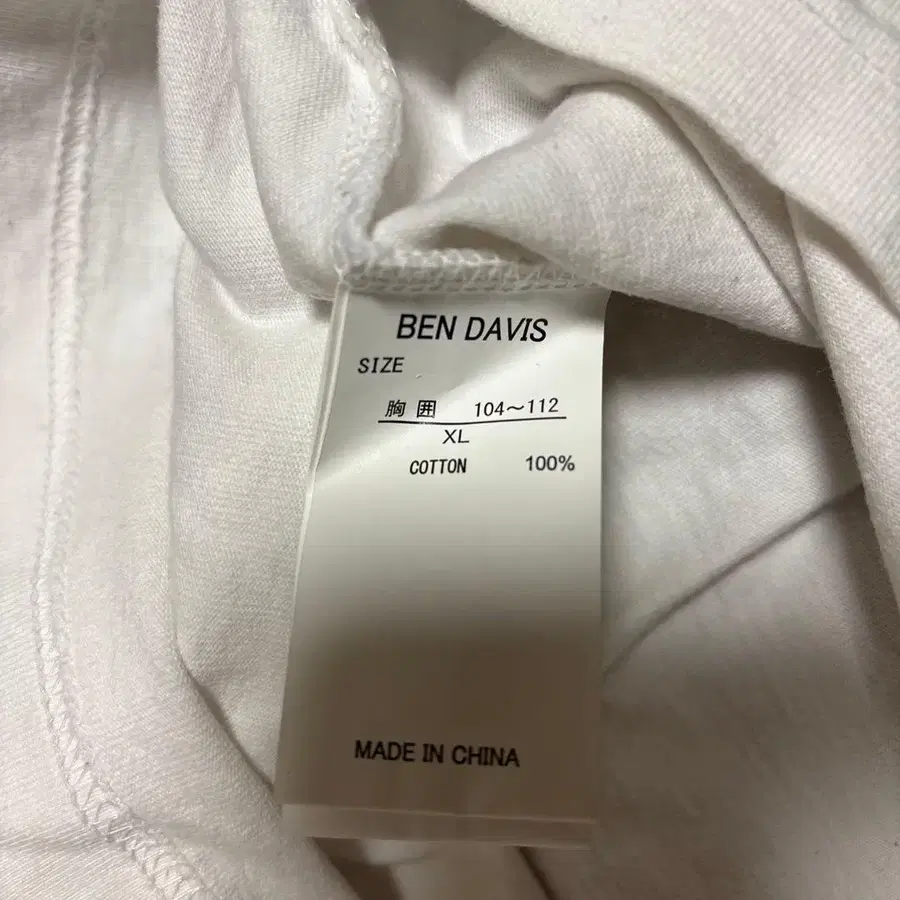 BEN DAVIS
SIZE
胸 囲 104～112
XL
COTTON 100%
MADE IN CHINA